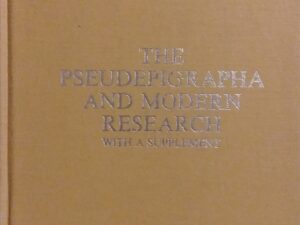 THE
PSEUDEPIGRAPHA
AND MODERN
RESEARCH
WITH A SUPPLEMENT